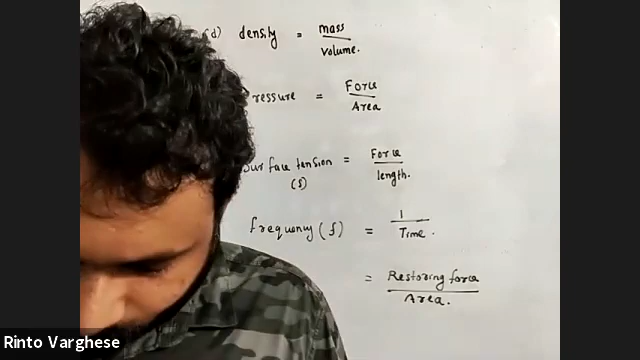 (d) density = mass / volume.
ressure = Force / Area
urface tension (s) = Force / length.
frequency (f) = 1 / Time.
= Restoring force / Area.
Rinto Varghese